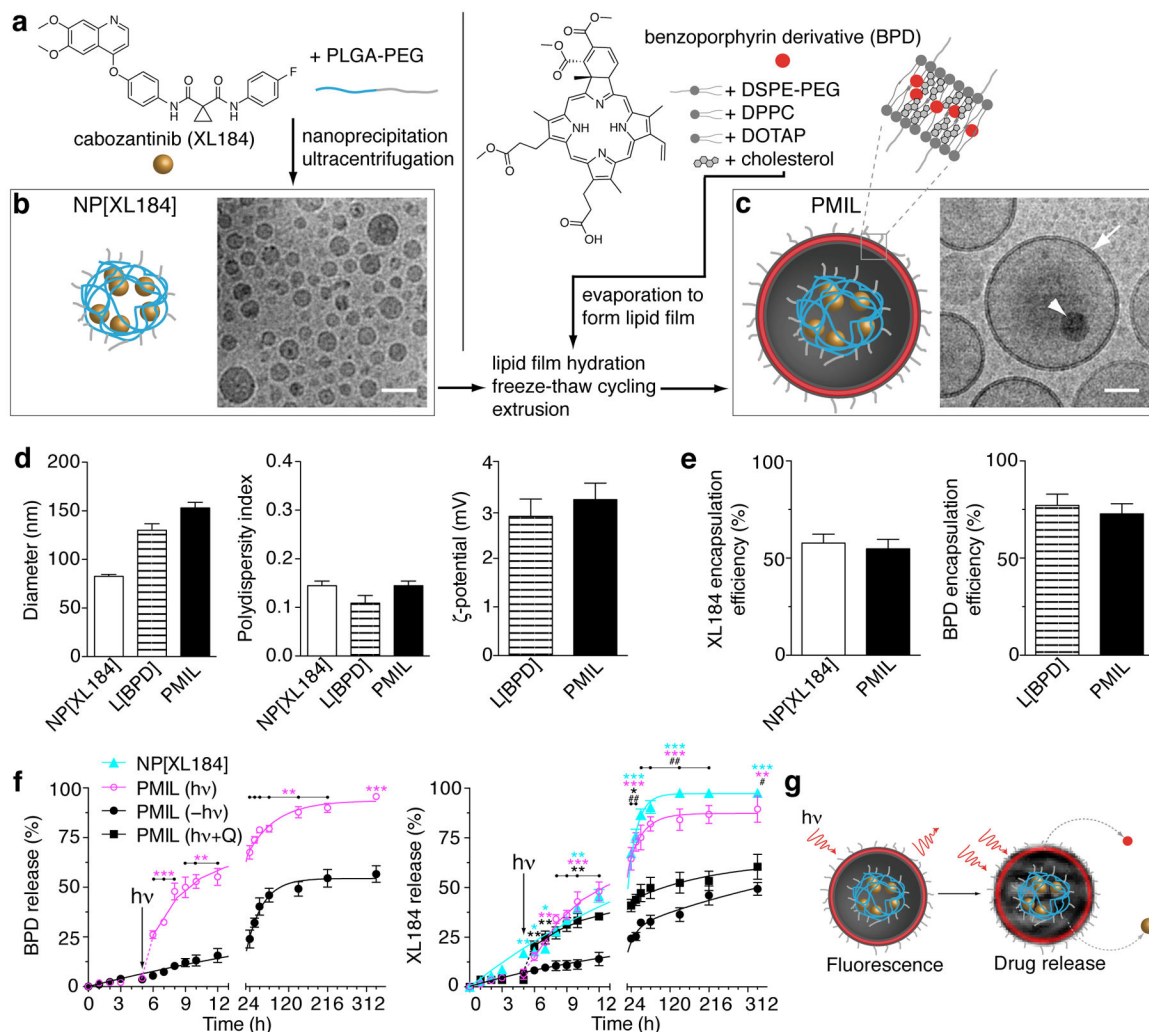 a
+ PLGA-PEG
cabozantinib (XL184)
nanoprecipitation
ultracentrifugation
N
O
O
O
O
O
N
H
N
H
F
benzoporphyrin derivative (BPD)
+ DSPE-PEG
+ DPPC
+ DOTAP
+ cholesterol
O
O
O
O
N
NH
HN
N
O
O
O
OH
b
NP[XL184]
evaporation to
form lipid film
lipid film hydration
freeze-thaw cycling
extrusion
c
PMIL
d
Diameter (nm)
200
150
100
50
0
NP[XL184]
L[BPD]
PMIL
Polydispersity index
0.4
0.3
0.2
0.1
0.0
NP[XL184]
L[BPD]
PMIL
ζ-potential (mV)
4
3
2
1
0
L[BPD]
PMIL
e
XL184 encapsulation
efficiency (%)
100
50
0
NP[XL184]
PMIL
BPD encapsulation
efficiency (%)
100
50
0
L[BPD]
PMIL
f
NP[XL184]
PMIL (hν)
PMIL (−hν)
PMIL (hν+Q)
BPD release (%)
100
75
50
25
0
hν
***
**
**
***
0 3 6 9 12 24 120 216 312
Time (h)
XL184 release (%)
100
75
50
25
0
hν
**
*
**
*
**
**
**
***
**
***
***
*
##
***
***
##
***
**
#
0 3 6 9 12 24 120 216 312
Time (h)
g
hν
Fluorescence
Drug release